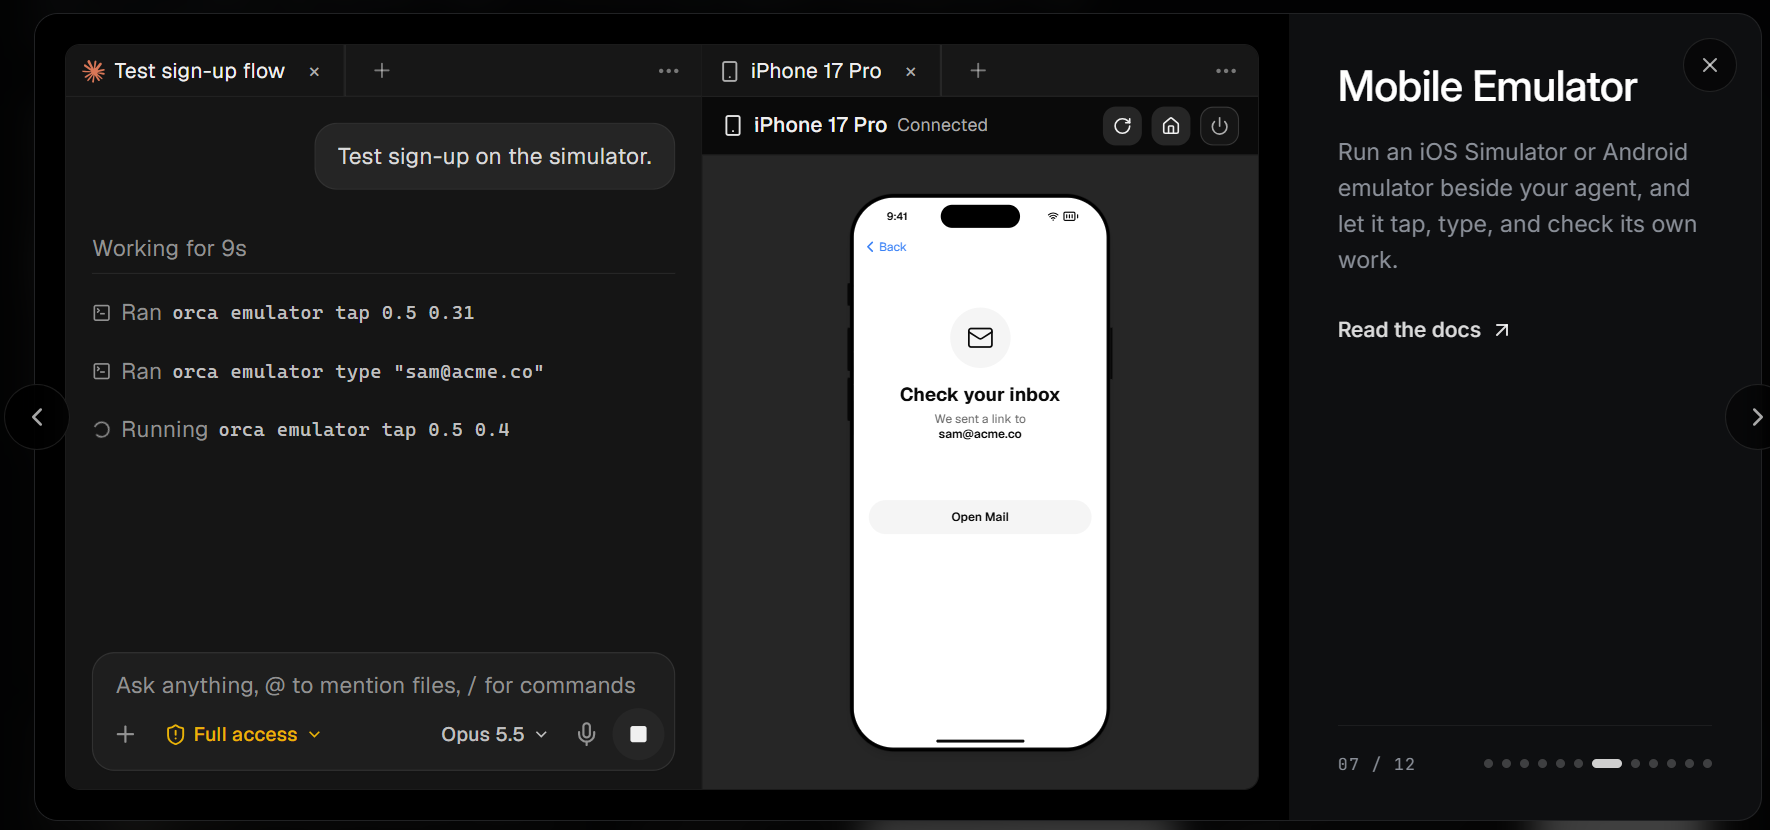 Test sign-up flow
iPhone 17 Pro
Test sign-up on the simulator.
Working for 9s
Ran orca emulator tap 0.5 0.31
Ran orca emulator type "sam@acme.co"
Running orca emulator tap 0.5 0.4
Ask anything, @ to mention files, / for commands
Full access
Opus 5.5
iPhone 17 Pro Connected
9:41
Back
Check your inbox
We sent a link to
sam@acme.co
Open Mail
Mobile Emulator
Run an iOS Simulator or Android
emulator beside your agent, and
let it tap, type, and check its own
work.
Read the docs
07 / 12